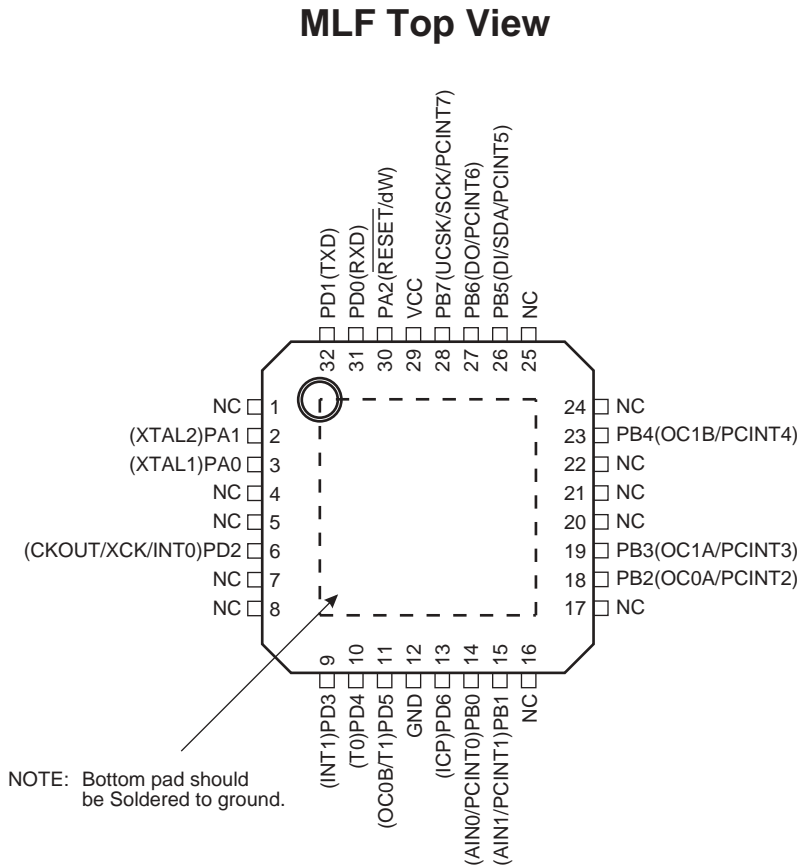 MLF Top View
PD1(TXD)
PD0(RXD)
PA2(RESET/dW)
VCC
PB7(UCSK/SCK/PCINT7)
PB6(DO/PCINT6)
PB5(DI/SDA/PCINT5)
NC
32
31
30
29
28
27
26
25
NC 1
(XTAL2)PA1 2
(XTAL1)PA0 3
NC 4
NC 5
(CKOUT/XCK/INT0)PD2 6
NC 7
NC 8
24 NC
23 PB4(OC1B/PCINT4)
22 NC
21 NC
20 NC
19 PB3(OC1A/PCINT3)
18 PB2(OC0A/PCINT2)
17 NC
9
10
11
12
13
14
15
16
(INT1)PD3
(T0)PD4
(OC0B/T1)PD5
GND
(ICP)PD6
(AIN0/PCINT0)PB0
(AIN1/PCINT1)PB1
NC
NOTE: Bottom pad should
be Soldered to ground.